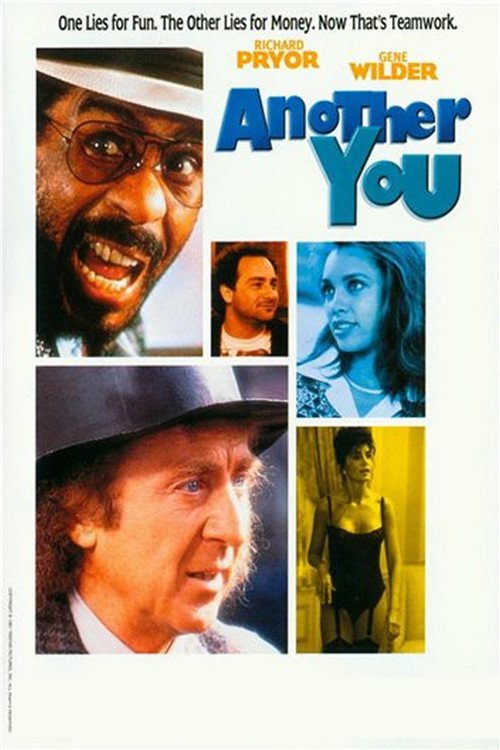 One Lies for Fun. The Other Lies for Money. Now That's Teamwork.
RICHARD
PRYOR
GENE
WILDER
ANOTHER
YOU